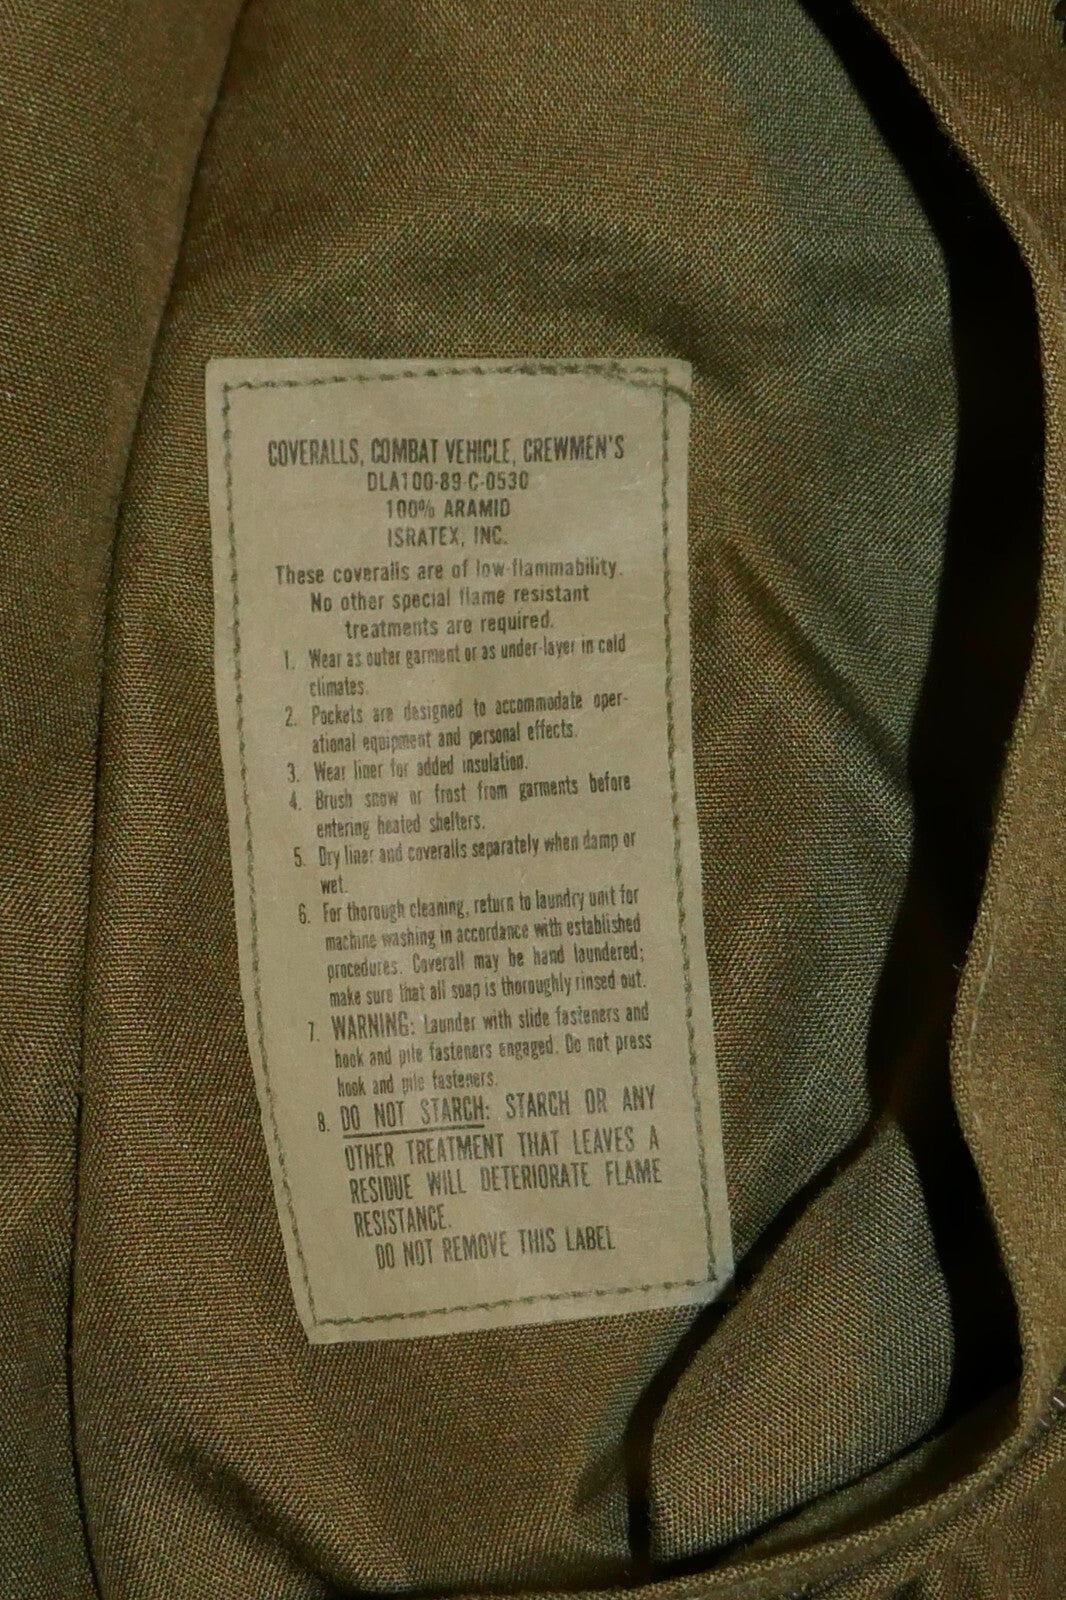 COVERALLS, COMBAT VEHICLE, CREWMEN'S
DLA100-89-C-0530
100% ARAMID
ISRATEX, INC.
These coveralls are of low-flammability.
No other special flame resistant
treatments are required.
1. Wear as outer garment or as under-layer in cold
climates.
2. Pockets are designed to accommodate oper-
ational equipment and personal effects.
3. Wear liner for added insulation.
4. Brush snow or frost from garments before
entering heated shelters.
5. Dry liner and coveralls separately when damp or
wet.
6. For thorough cleaning, return to laundry unit for
machine washing in accordance with established
procedures. Coverall may be hand laundered;
make sure that all soap is thoroughly rinsed out.
7. WARNING: Launder with slide fasteners and
hook and pile fasteners engaged. Do not press
hook and pile fasteners.
8. DO NOT STARCH: STARCH OR ANY
OTHER TREATMENT THAT LEAVES A
RESIDUE WILL DETERIORATE FLAME
RESISTANCE.
DO NOT REMOVE THIS LABEL